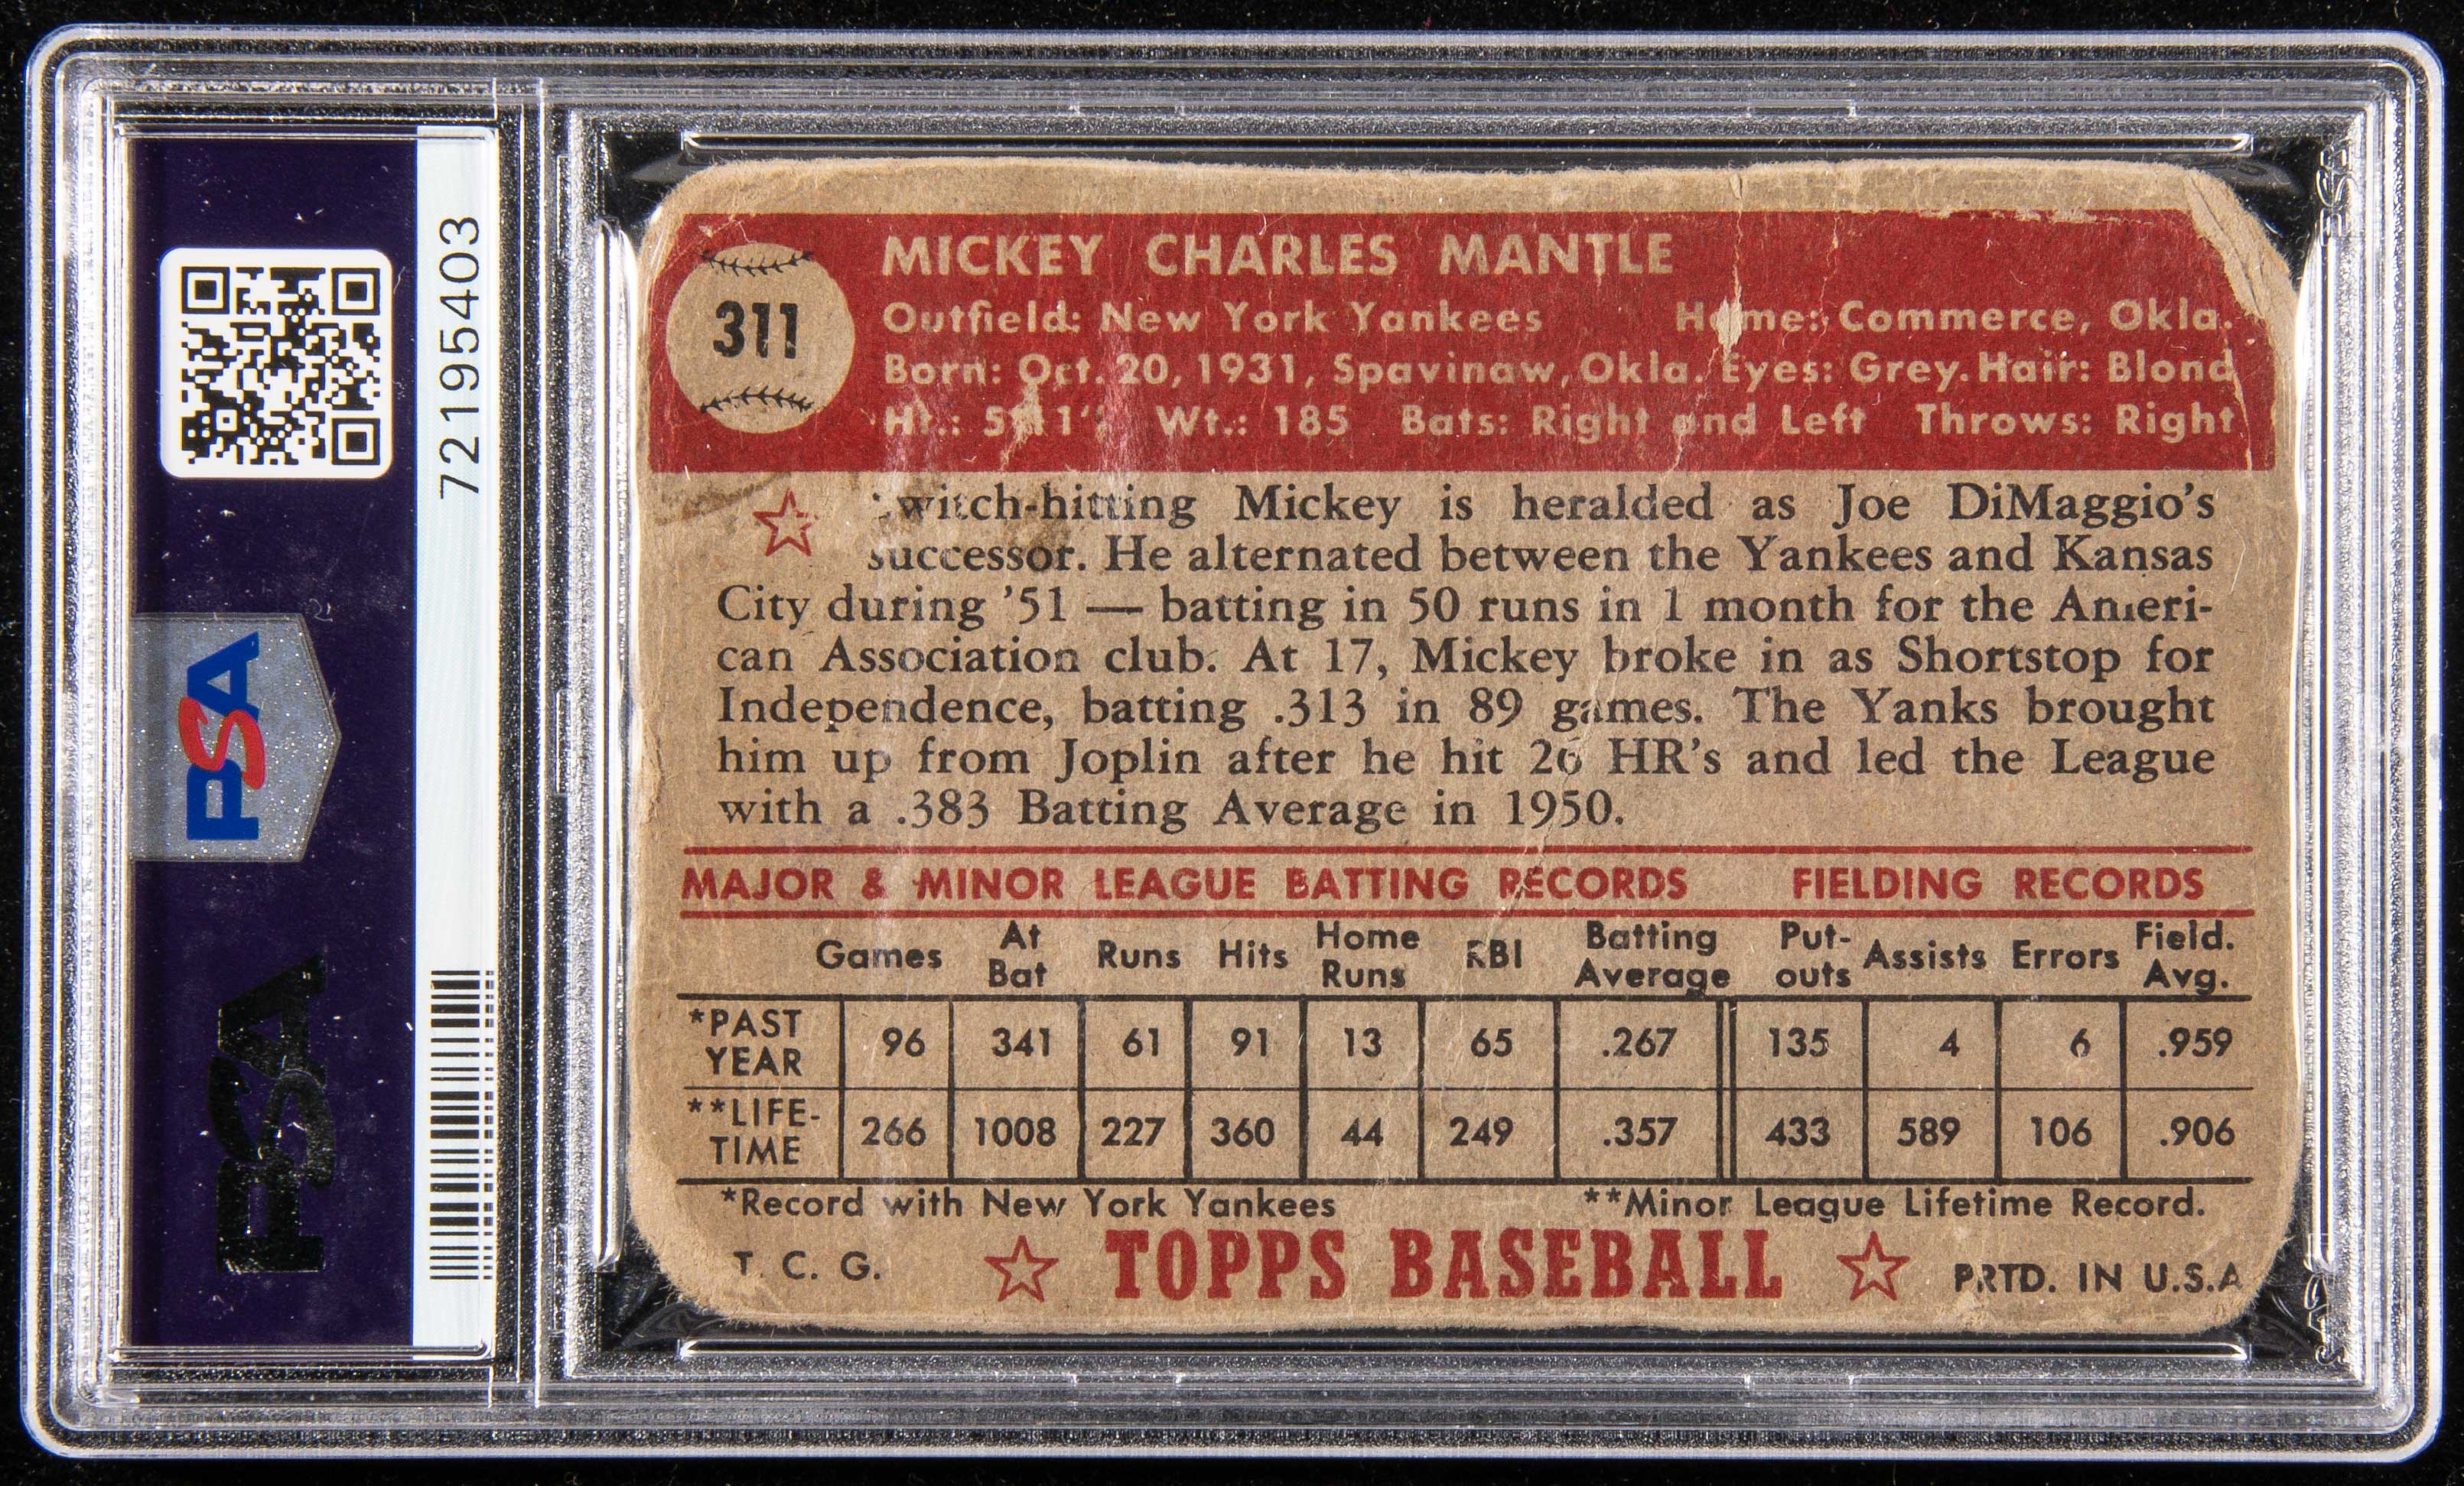 72195403
PSA
PSA
311
MICKEY CHARLES MANTLE
Outfield: New York Yankees Home: Commerce, Okla.
Born: Oct. 20, 1931, Spavinaw, Okla. Eyes: Grey. Hair: Blond
Ht.: 5'11" Wt.: 185 Bats: Right and Left Throws: Right
Switch-hitting Mickey is heralded as Joe DiMaggio's
successor. He alternated between the Yankees and Kansas
City during '51 — batting in 50 runs in 1 month for the Ameri-
can Association club. At 17, Mickey broke in as Shortstop for
Independence, batting .313 in 89 games. The Yanks brought
him up from Joplin after he hit 26 HR's and led the League
with a .383 Batting Average in 1950.
MAJOR & MINOR LEAGUE BATTING RECORDS FIELDING RECORDS
Games At Bat Runs Hits Home Runs RBI Batting Average Put-outs Assists Errors Field. Avg.
*PAST YEAR 96 341 61 91 13 65 .267 135 4 6 .959
**LIFE-TIME 266 1008 227 360 44 249 .357 433 589 106 .906
*Record with New York Yankees **Minor League Lifetime Record.
T. C. G. TOPPS BASEBALL PRTD. IN U.S.A